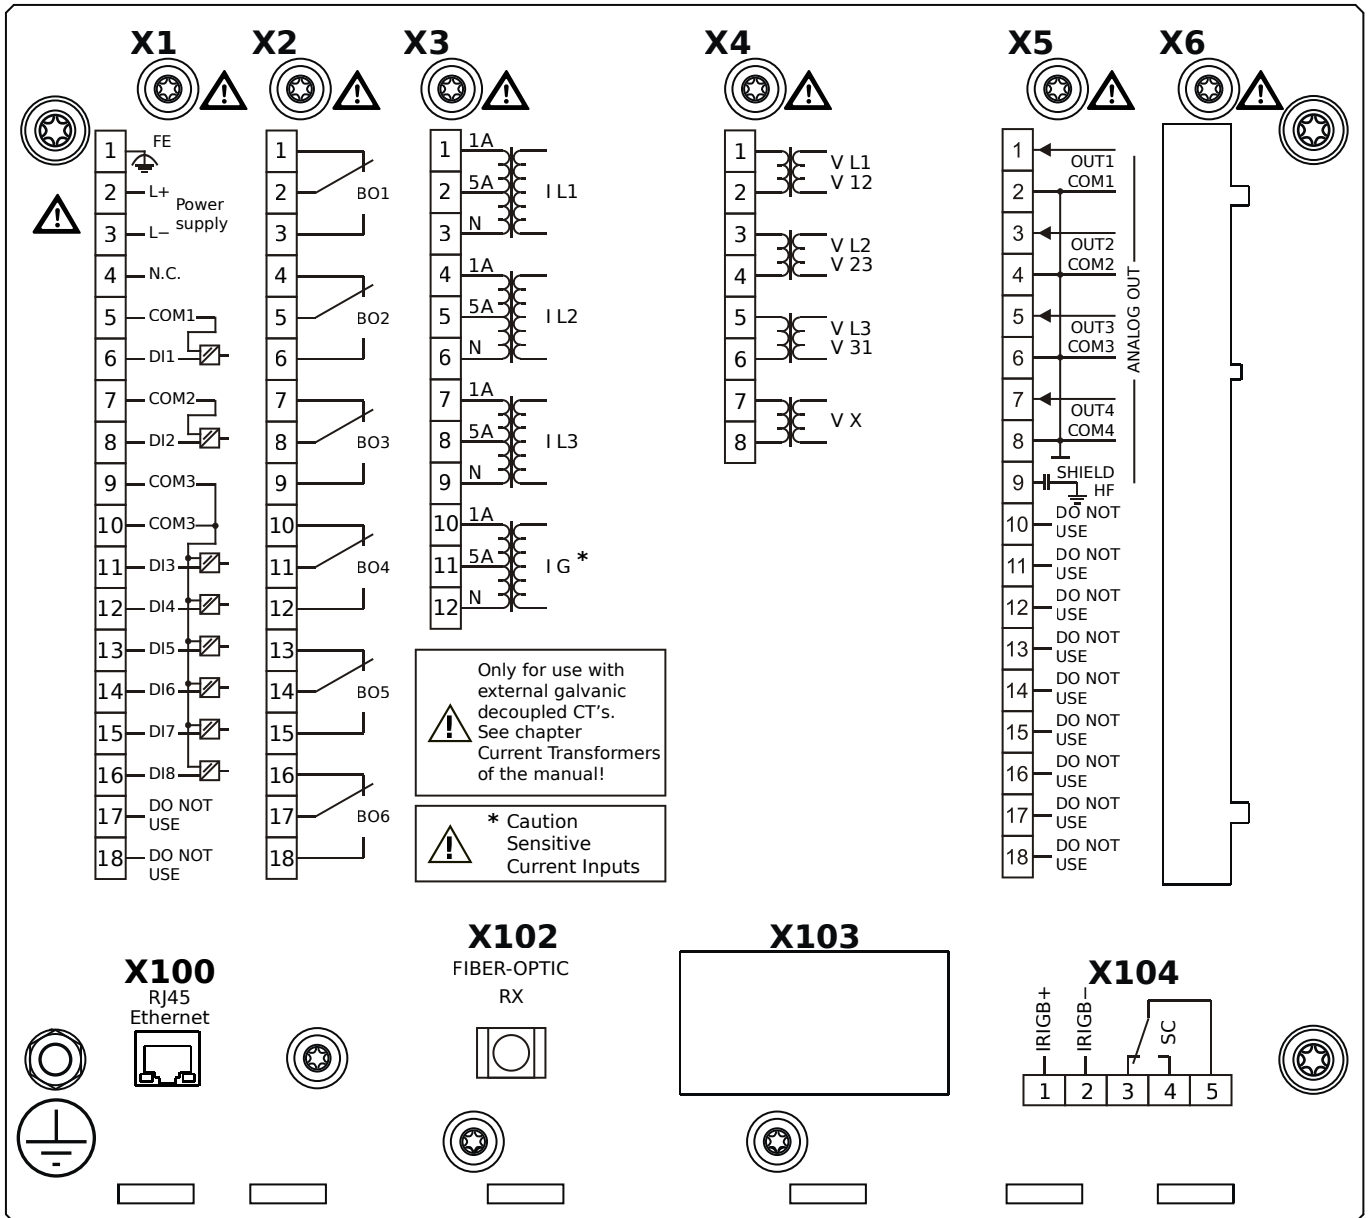 X1
X2
X3
X4
X5
X6
1 FE
2 L+ Power
3 L− supply
4 N.C.
5 COM1
6 DI1
7 COM2
8 DI2
9 COM3
10 COM3
11 DI3
12 DI4
13 DI5
14 DI6
15 DI7
16 DI8
17 DO NOT
USE
18 DO NOT
USE
1
2 BO1
3
4
5 BO2
6
7
8 BO3
9
10
11 BO4
12
13
14 BO5
15
16
17 BO6
18
1 1A
2 5A I L1
3 N
4 1A
5 5A I L2
6 N
7 1A
8 5A I L3
9 N
10 1A
11 5A I G *
12 N
Only for use with
external galvanic
decoupled CT's.
See chapter
Current Transformers
of the manual!
* Caution
Sensitive
Current Inputs
1 V L1
2 V 12
3 V L2
4 V 23
5 V L3
6 V 31
7 V X
8
1 OUT1
2 COM1
3 OUT2
4 COM2
5 OUT3
6 COM3
7 OUT4
8 COM4
ANALOG OUT
9 SHIELD
HF
10 DO NOT
USE
11 DO NOT
USE
12 DO NOT
USE
13 DO NOT
USE
14 DO NOT
USE
15 DO NOT
USE
16 DO NOT
USE
17 DO NOT
USE
18 DO NOT
USE
X100
RJ45
Ethernet
X102
FIBER-OPTIC
RX
X103
X104
IRIGB+
IRIGB−
SC
1 2 3 4 5